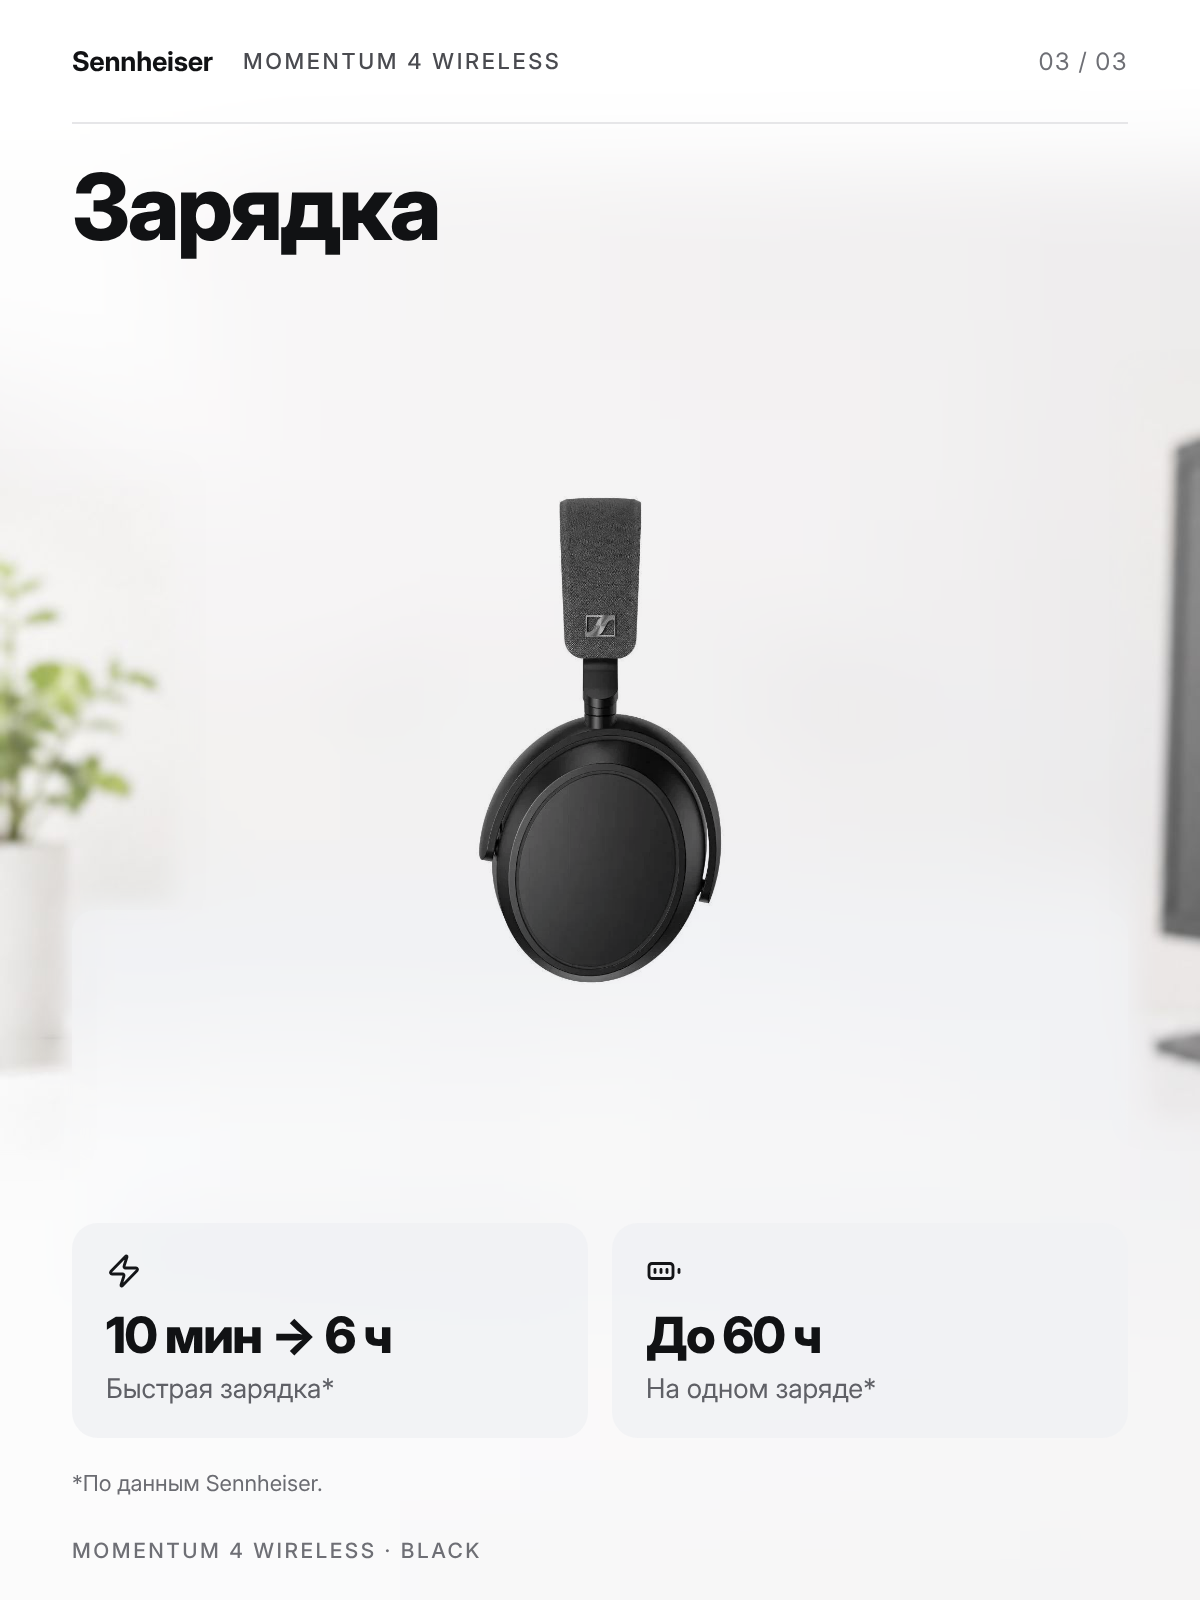 Sennheiser MOMENTUM 4 WIRELESS 03 / 03
Зарядка
10 мин → 6 ч
Быстрая зарядка*
До 60 ч
На одном заряде*
*По данным Sennheiser.
MOMENTUM 4 WIRELESS · BLACK